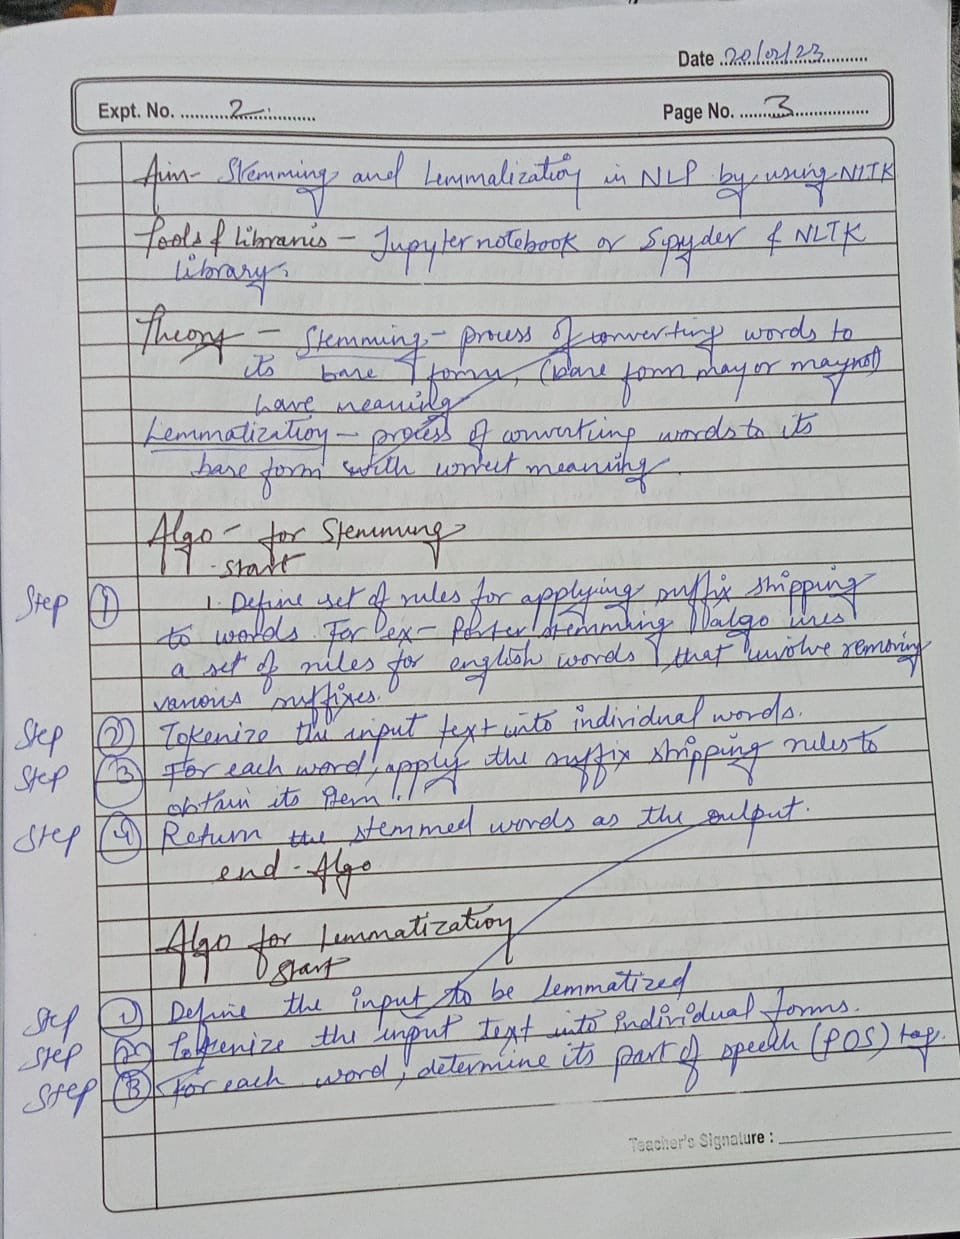 Date 20/02/23
Expt. No. 2
Page No. 3
Aim- Stemming and Lemmalization in NLP by using NLTK
Tools & Libraries - Jupyter notebook or Spyder & NLTK
library.
Theory - Stemming - process of converting words to
its base form, (base form may or maynot)
have meaning
Lemmatization - process of converting words to its
base form with correct meaning.
Algo - for Stemming
start
Step 1 1. Define set of rules for applying suffix stripping
to words. For ex- Porter stemming algo uses
a set of rules for english words, that involve removing
various suffixes.
Step 2 Tokenize the input text into individual words.
Step 3 For each word, apply the suffix stripping rules to
obtain its stem.
Step 4 Return the stemmed words as the output.
end - Algo.
Algo for Lemmatization
start
Step 1 Define the input to be lemmatized
Step 2 Tokenize the input text into individual forms.
Step 3 For each word, determine its part of speech (POS) tag.
Teacher's Signature :